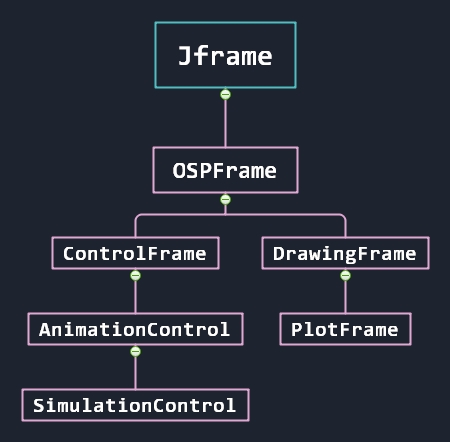 Jframe
OSPFrame
ControlFrame
DrawingFrame
AnimationControl
PlotFrame
SimulationControl